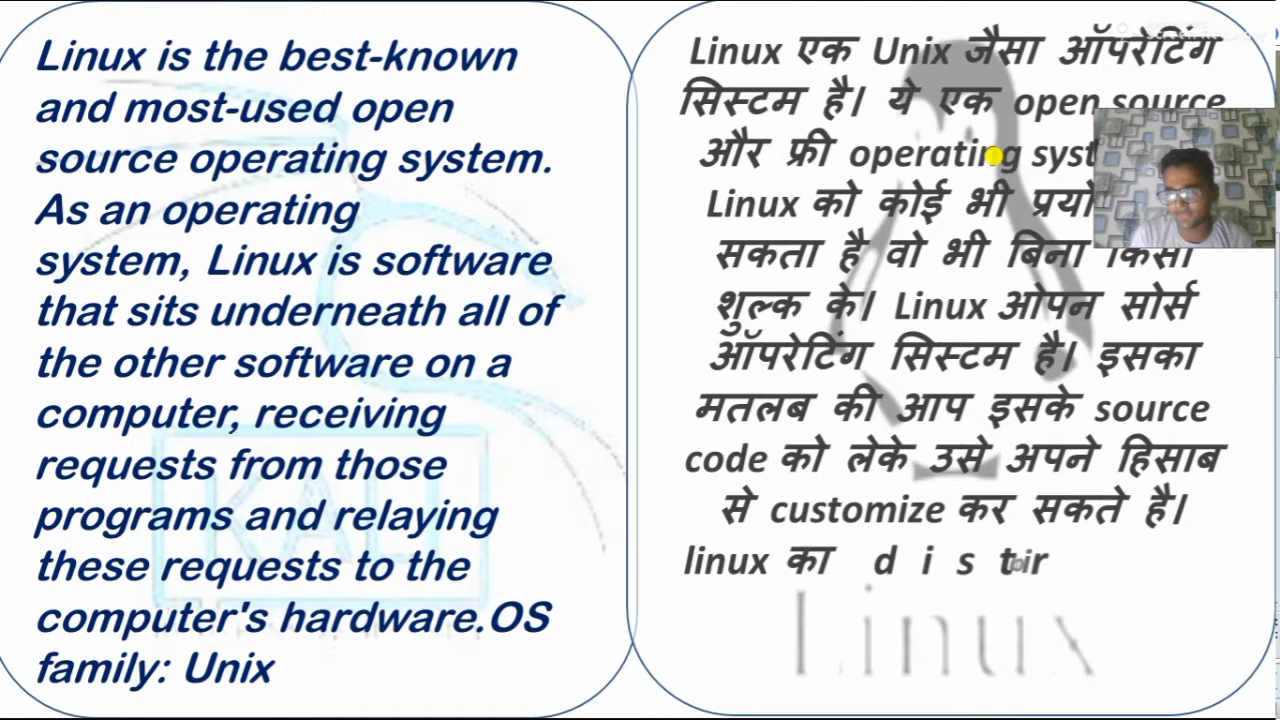 Linux is the best-known
and most-used open
source operating system.
As an operating
system, Linux is software
that sits underneath all of
the other software on a
computer, receiving
requests from those
programs and relaying
these requests to the
computer's hardware.OS
family: Unix
KALI
Linux एक Unix जैसा ऑपरेटिंग
सिस्टम है। ये एक open source
और फ्री operating
Linux को कोई भी
सकता है वो भी बिना किसी
शुल्क के। Linux ओपन सोर्स
ऑपरेटिंग सिस्टम है। इसका
मतलब की आप इसके source
code को लेके उसे अपने हिसाब
से customize कर सकते है।
linux का d i s t
Linux